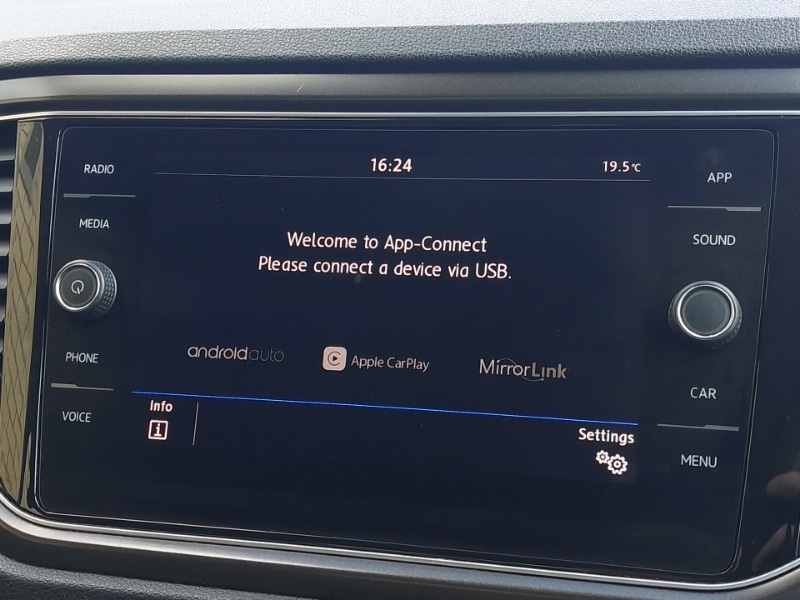 RADIO
MEDIA
PHONE
VOICE
16:24
19.5°C
Welcome to App-Connect
Please connect a device via USB.
androidauto
Apple CarPlay
MirrorLink
Info
i
Settings
APP
SOUND
CAR
MENU